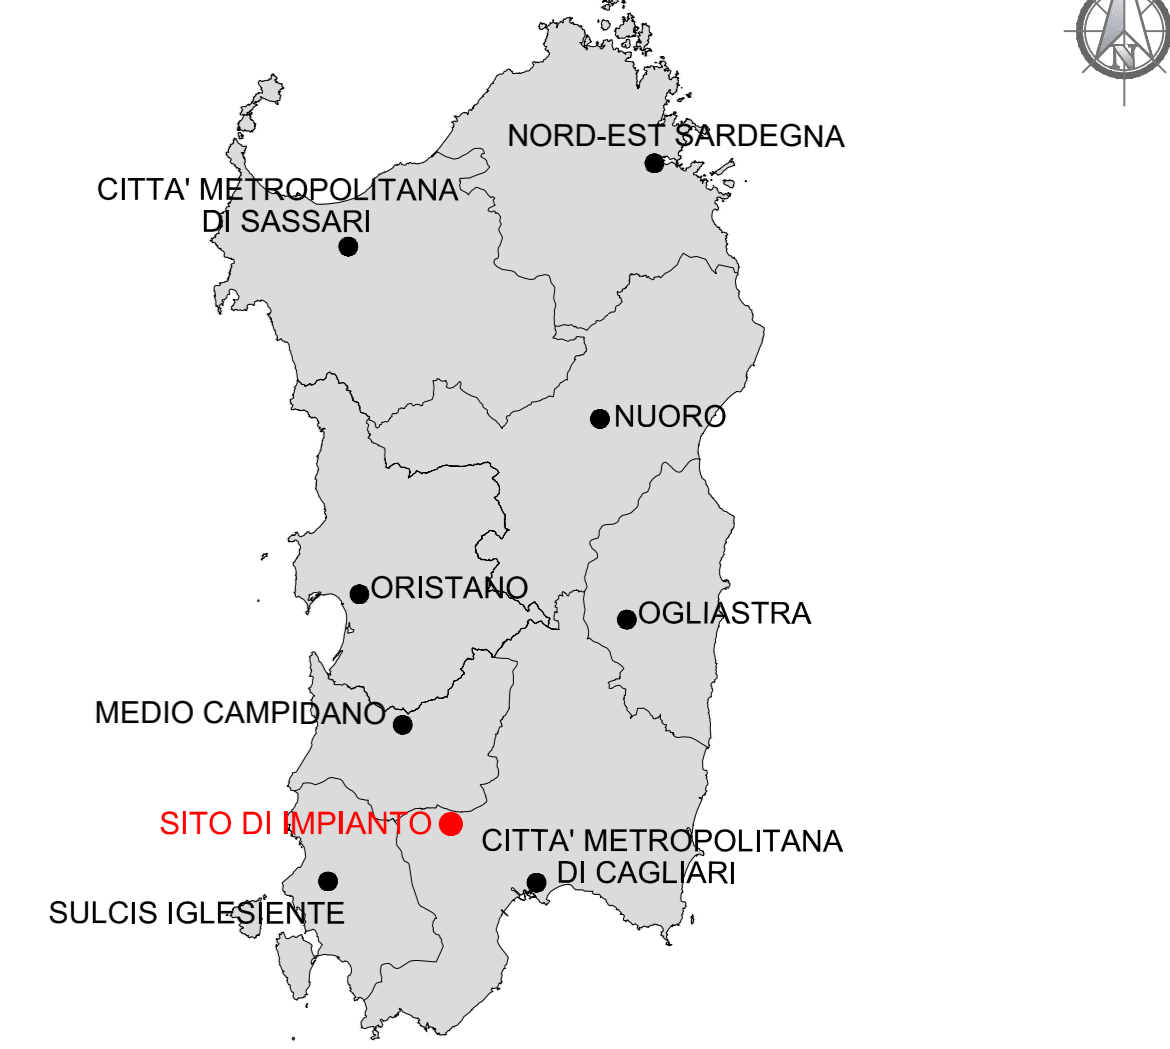 N
NORD-EST SARDEGNA
CITTA' METROPOLITANA
DI SASSARI
NUORO
ORISTANO
OGLIASTRA
MEDIO CAMPIDANO
SITO DI IMPIANTO
CITTA' METROPOLITANA
DI CAGLIARI
SULCIS IGLESIENTE